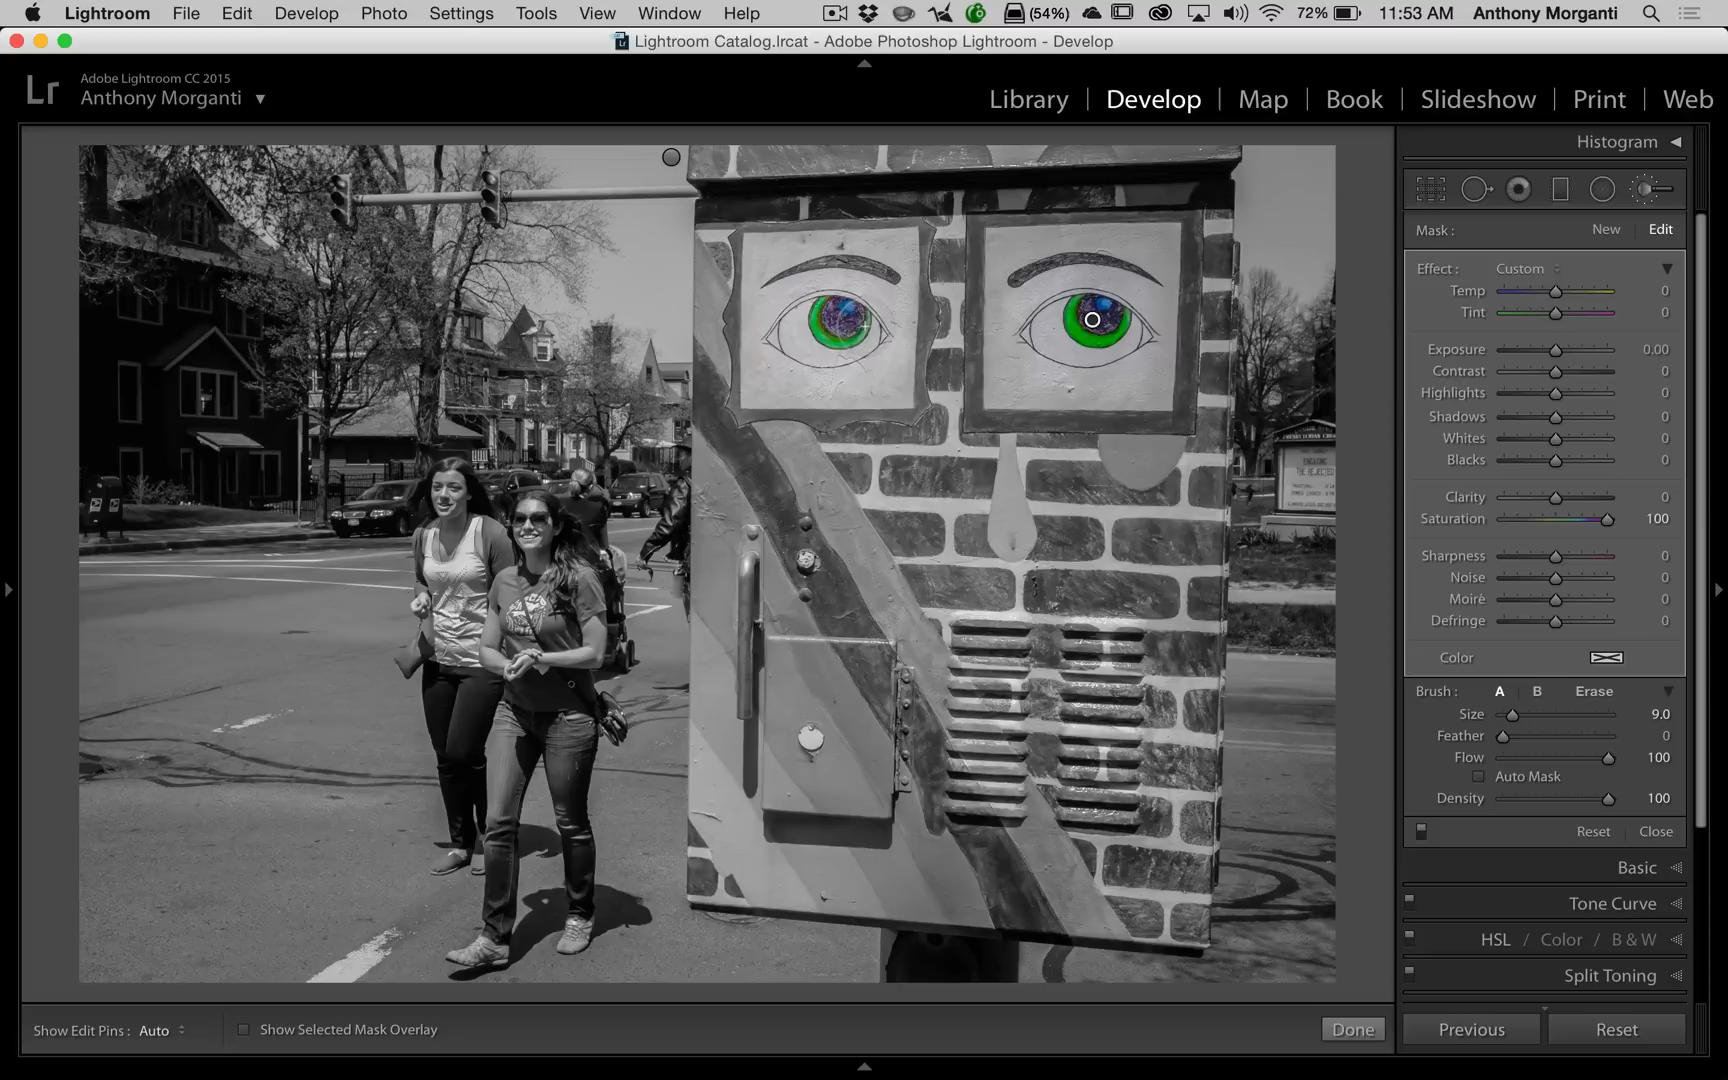 Lightroom File Edit Develop Photo Settings Tools View Window Help (54%) 72% 11:53 AM Anthony Morganti
Lr Lightroom Catalog.lrcat - Adobe Photoshop Lightroom - Develop
Lr Adobe Lightroom CC 2015
Anthony Morganti
Library | Develop | Map | Book | Slideshow | Print | Web
Histogram
Mask : New Edit
Effect : Custom
Temp 0
Tint 0
Exposure 0.00
Contrast 0
Highlights 0
Shadows 0
Whites 0
Blacks 0
Clarity 0
Saturation 100
Sharpness 0
Noise 0
Moiré 0
Defringe 0
Color
Brush : A B Erase
Size 9.0
Feather 0
Flow 100
Auto Mask
Density 100
Reset Close
Basic
Tone Curve
HSL / Color / B & W
Split Toning
Show Edit Pins : Auto Show Selected Mask Overlay Done Previous Reset